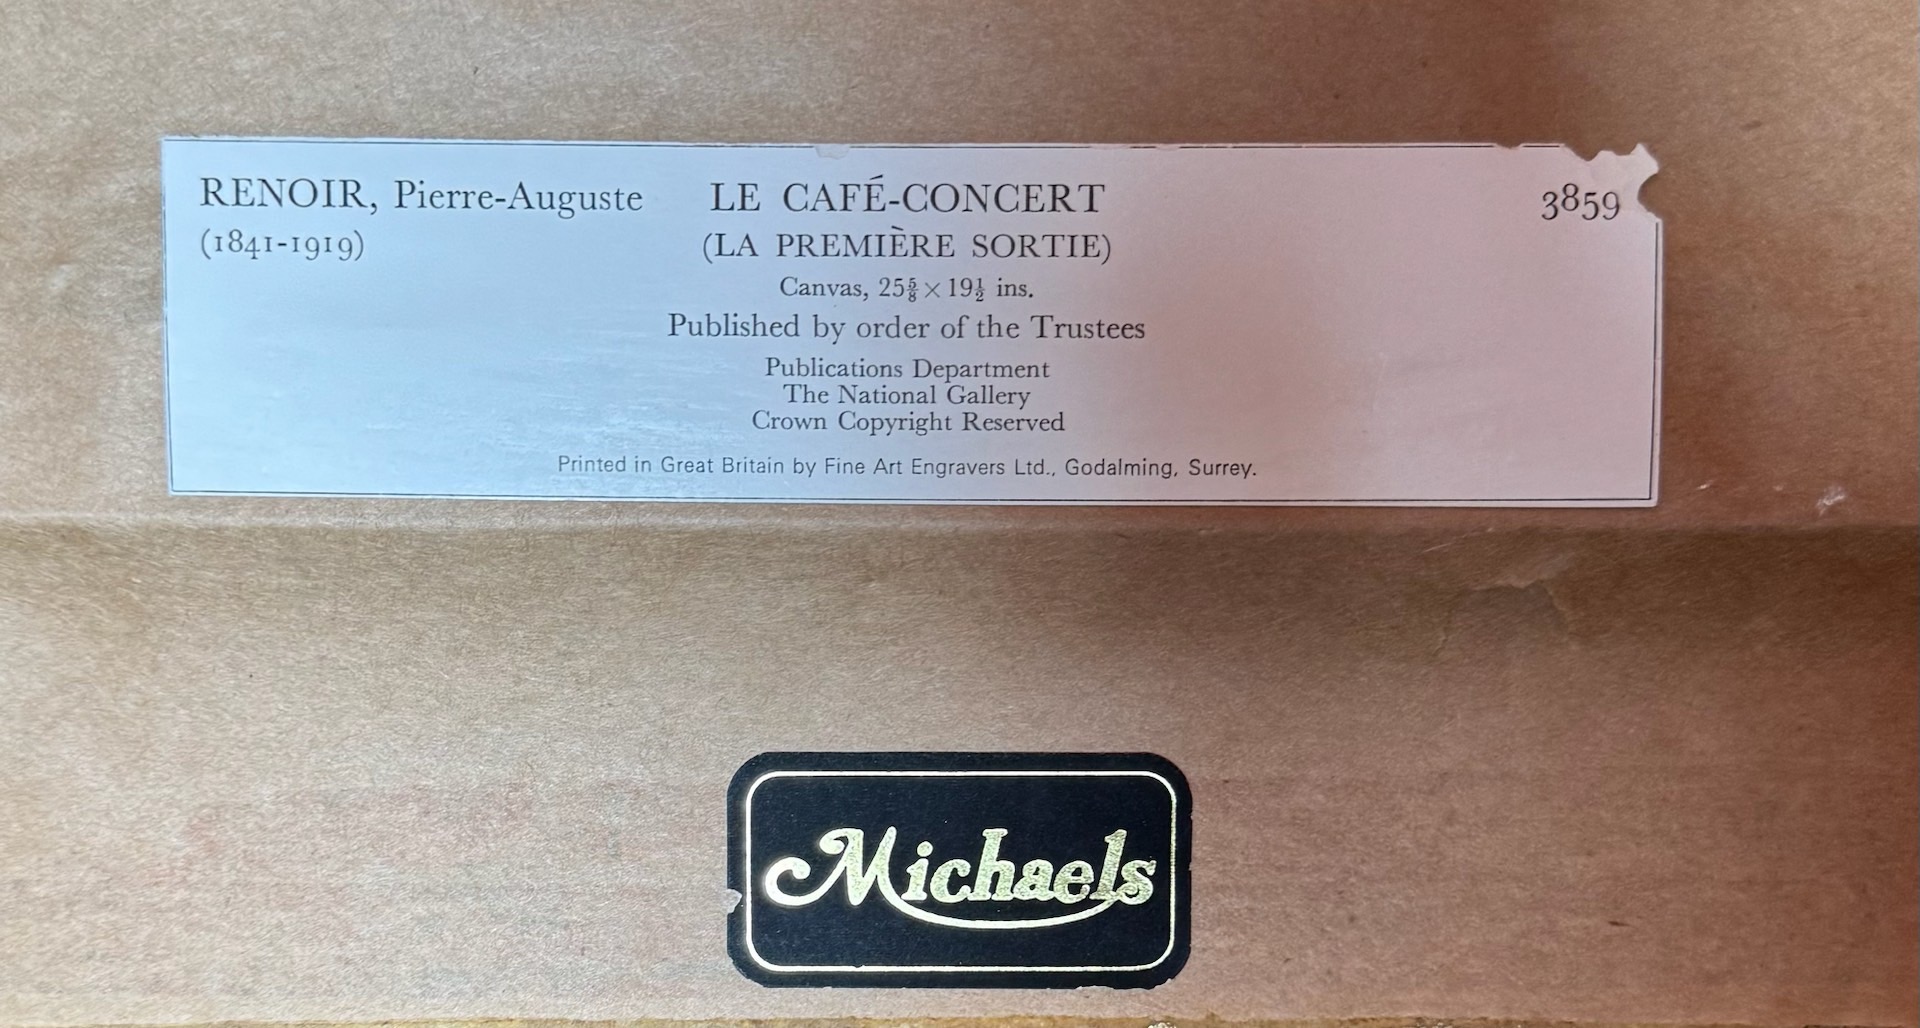 RENOIR, Pierre-Auguste LE CAFÉ-CONCERT 3859
(1841-1919) (LA PREMIÈRE SORTIE)
Canvas, 25⅝ × 19½ ins.
Published by order of the Trustees
Publications Department
The National Gallery
Crown Copyright Reserved
Printed in Great Britain by Fine Art Engravers Ltd., Godalming, Surrey.
Michaels